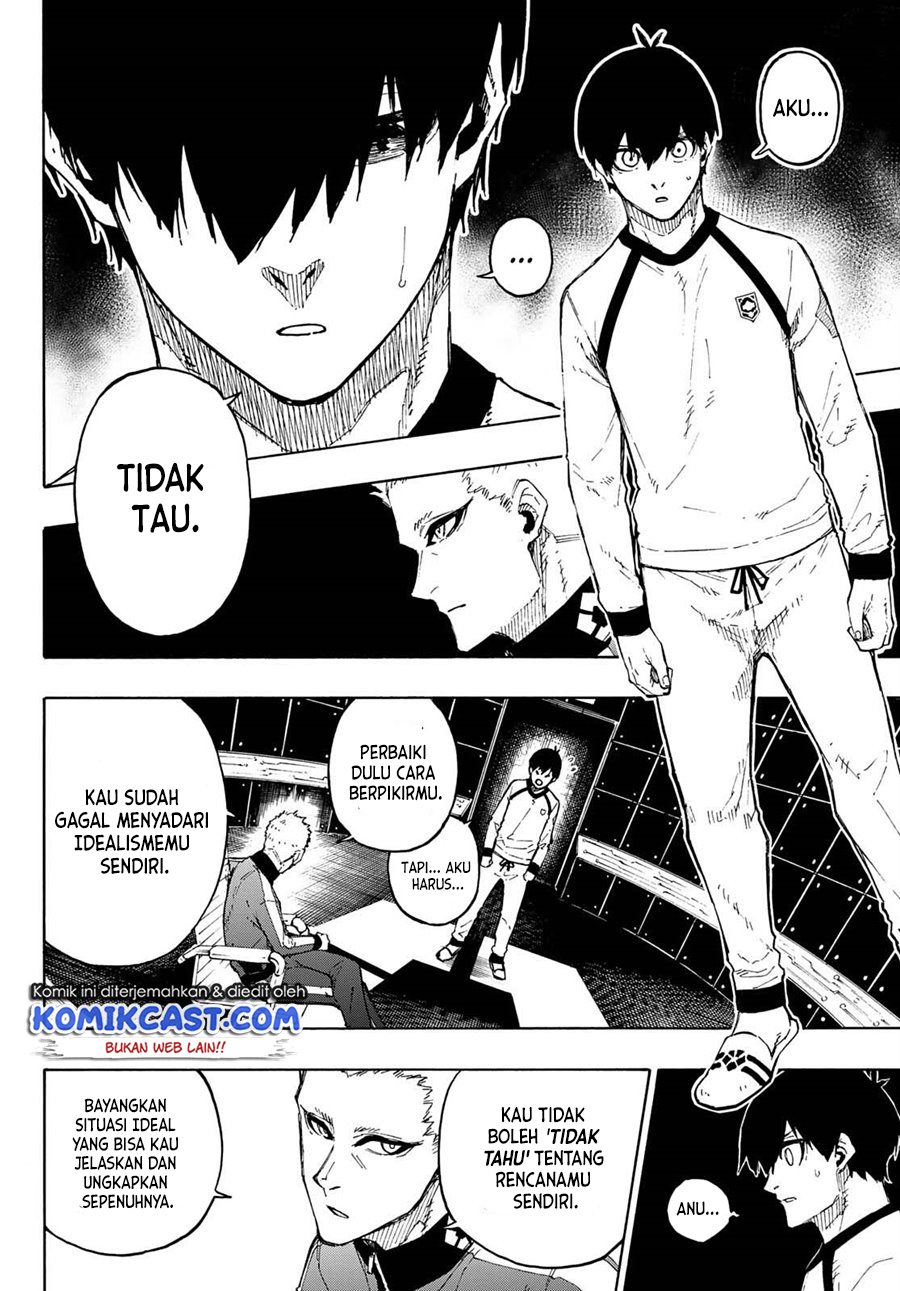 AKU...
...
TIDAK
TAU.
PERBAIKI
DULU CARA
BERPIKIRMU.
TAPI... AKU
HARUS...
KAU SUDAH
GAGAL MENYADARI
IDEALISMEMU
SENDIRI.
Komik ini diterjemahkan & diedit oleh
KOMIKCAST.COM
BUKAN WEB LAIN!!
ANU...
KAU TIDAK
BOLEH 'TIDAK
TAHU' TENTANG
RENCANAMU
SENDIRI.
BAYANGKAN
SITUASI IDEAL
YANG BISA KAU
JELASKAN DAN
UNGKAPKAN
SEPENUHNYA.